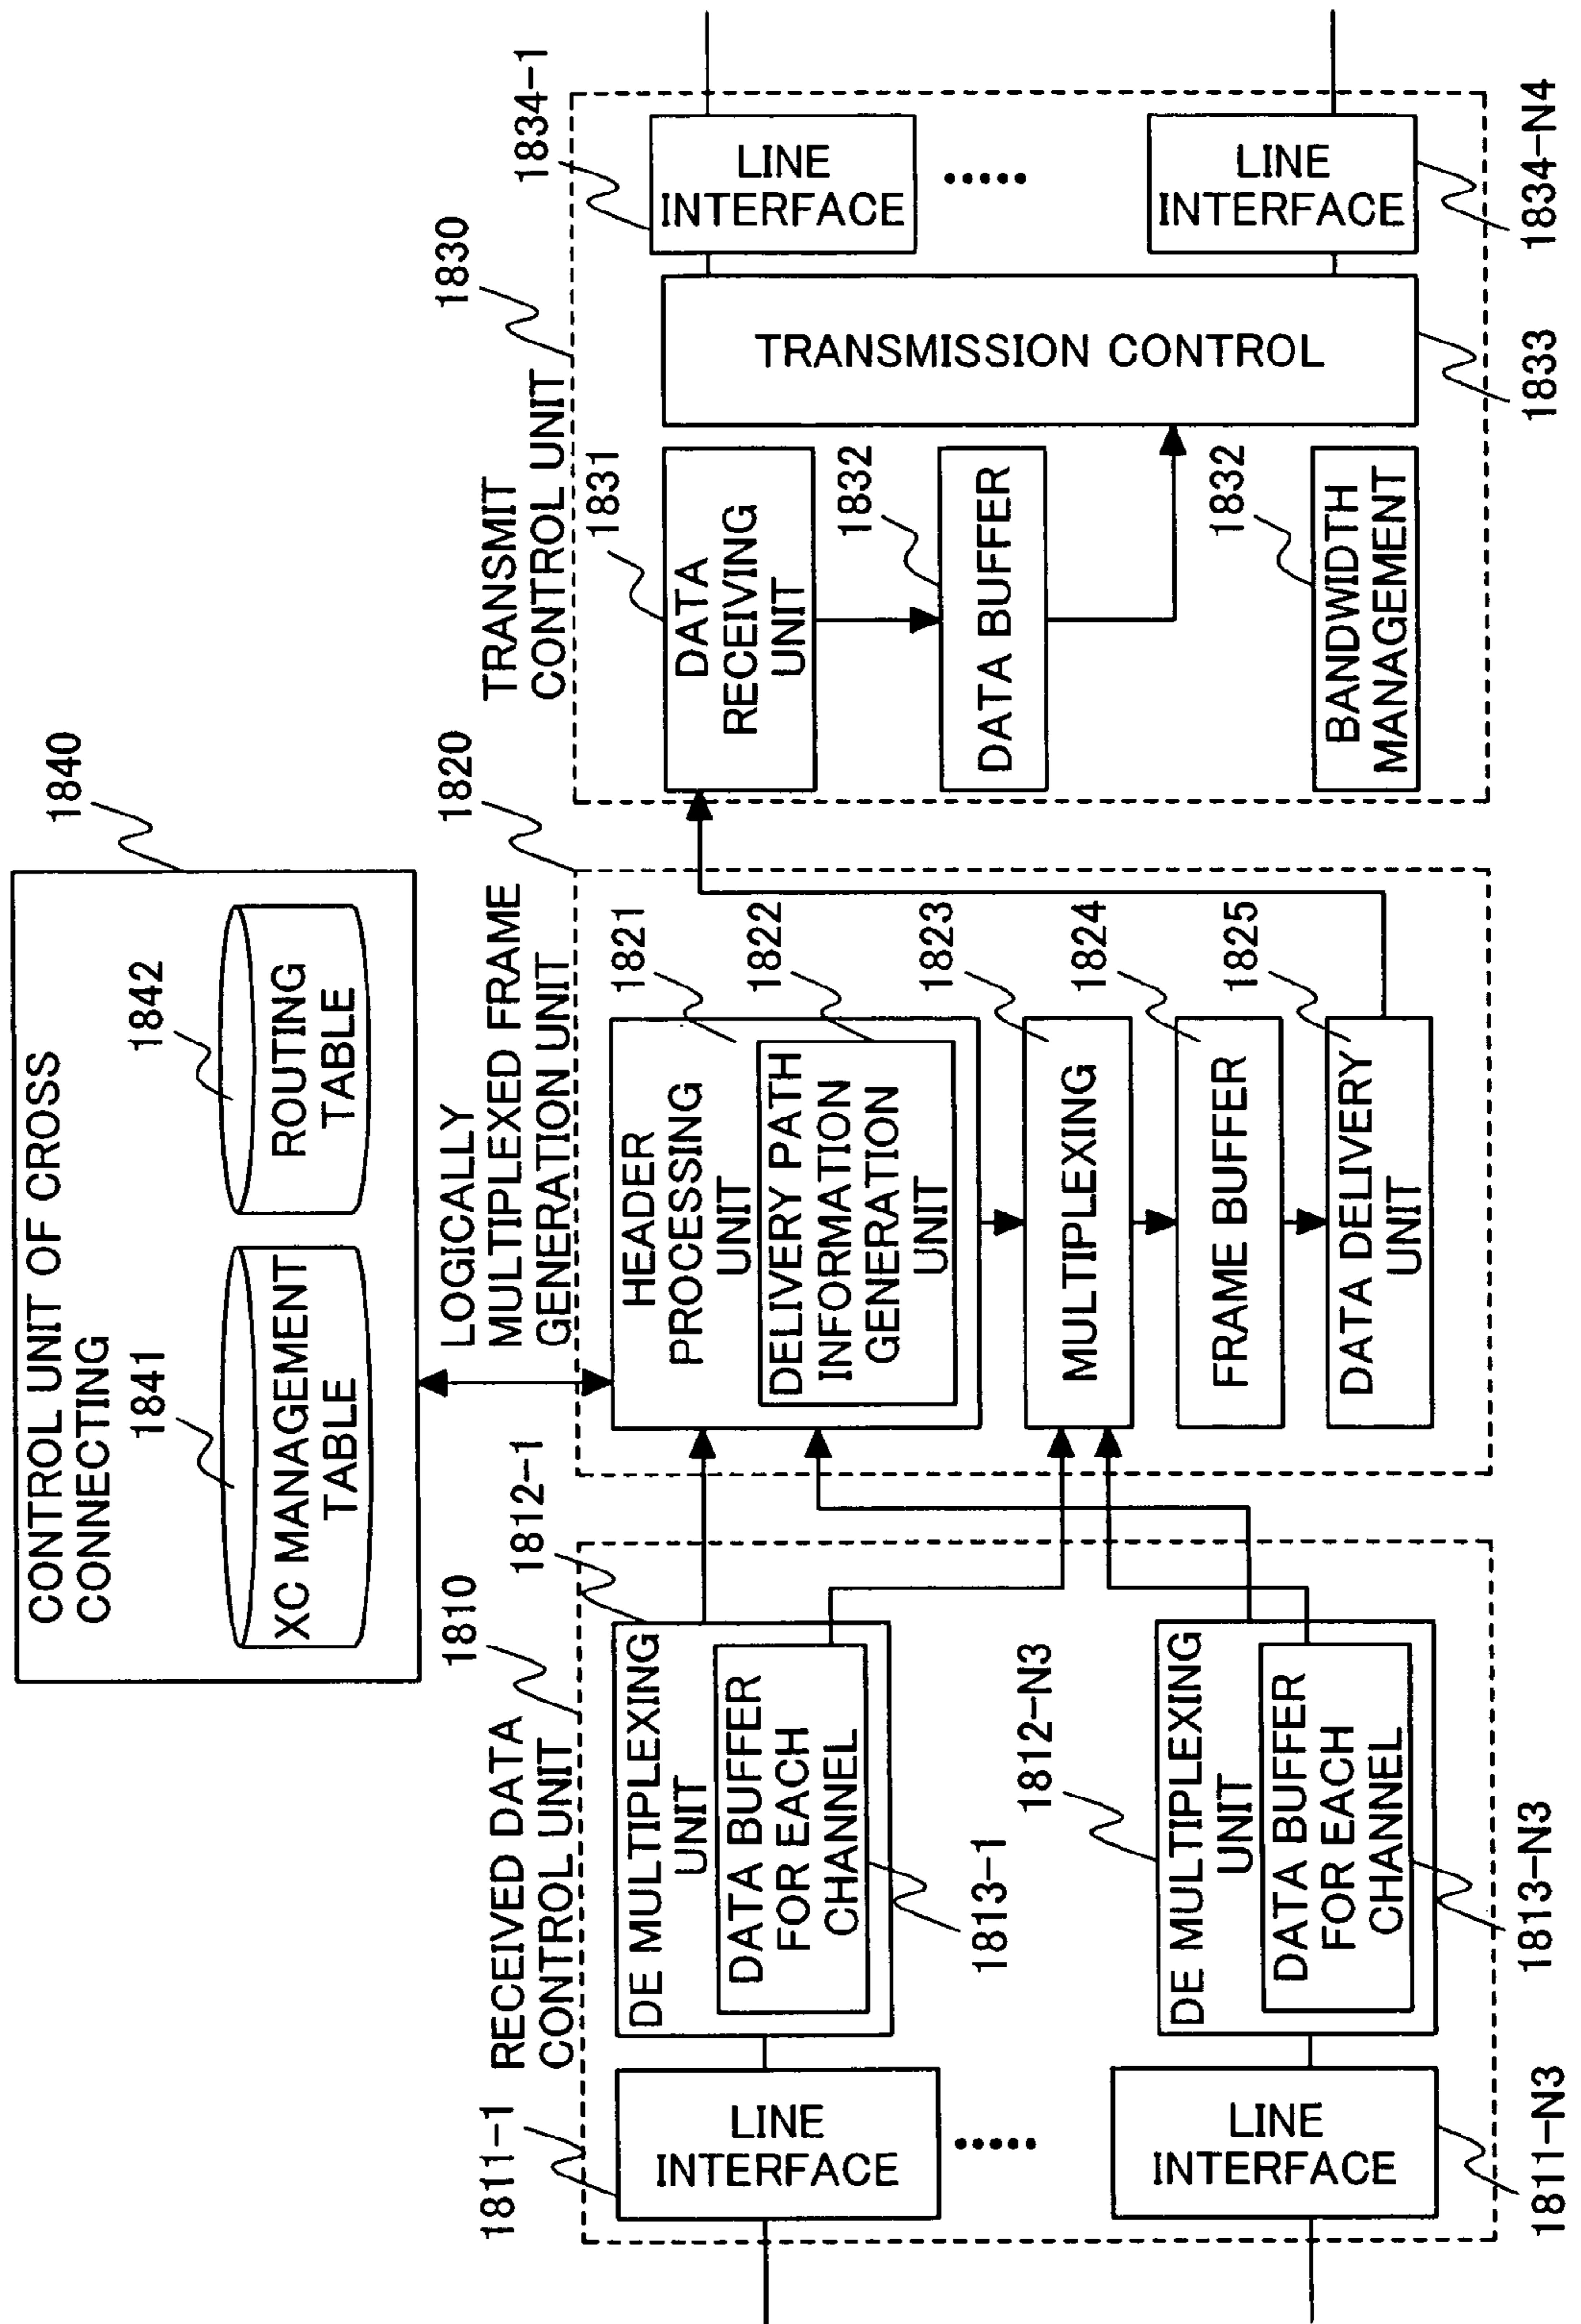 CONTROL UNIT OF CROSS
CONNECTING
1840
1841
XC MANAGEMENT
TABLE
1842
ROUTING
TABLE
RECEIVED DATA
CONTROL UNIT
1810
1811-1
LINE
INTERFACE
1812-1
DE MULTIPLEXING
UNIT
DATA BUFFER
FOR EACH
CHANNEL
1813-1
LINE
INTERFACE
1811-N3
1812-N3
DE MULTIPLEXING
UNIT
DATA BUFFER
FOR EACH
CHANNEL
1813-N3
LOGICALLY
MULTIPLEXED FRAME
GENERATION UNIT
1820
HEADER
PROCESSING
UNIT
1821
DELIVERY PATH
INFORMATION
GENERATION
UNIT
1822
MULTIPLEXING
1823
FRAME BUFFER
1824
DATA DELIVERY
UNIT
1825
TRANSMIT
CONTROL UNIT
1830
DATA
RECEIVING
UNIT
1831
DATA BUFFER
1832
BANDWIDTH
MANAGEMENT
1832
TRANSMISSION CONTROL
1833
LINE
INTERFACE
1834-1
LINE
INTERFACE
1834-N4